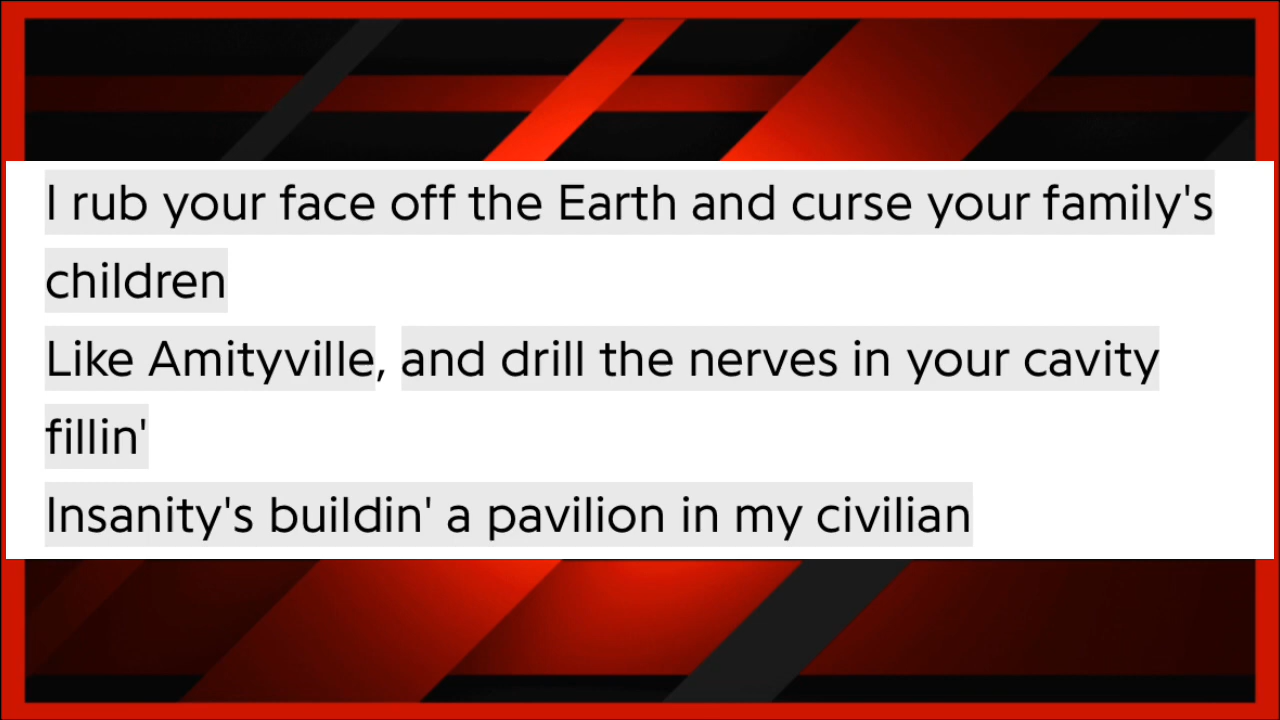 I rub your face off the Earth and curse your family's
children
Like Amityville, and drill the nerves in your cavity
fillin'
Insanity's buildin' a pavilion in my civilian